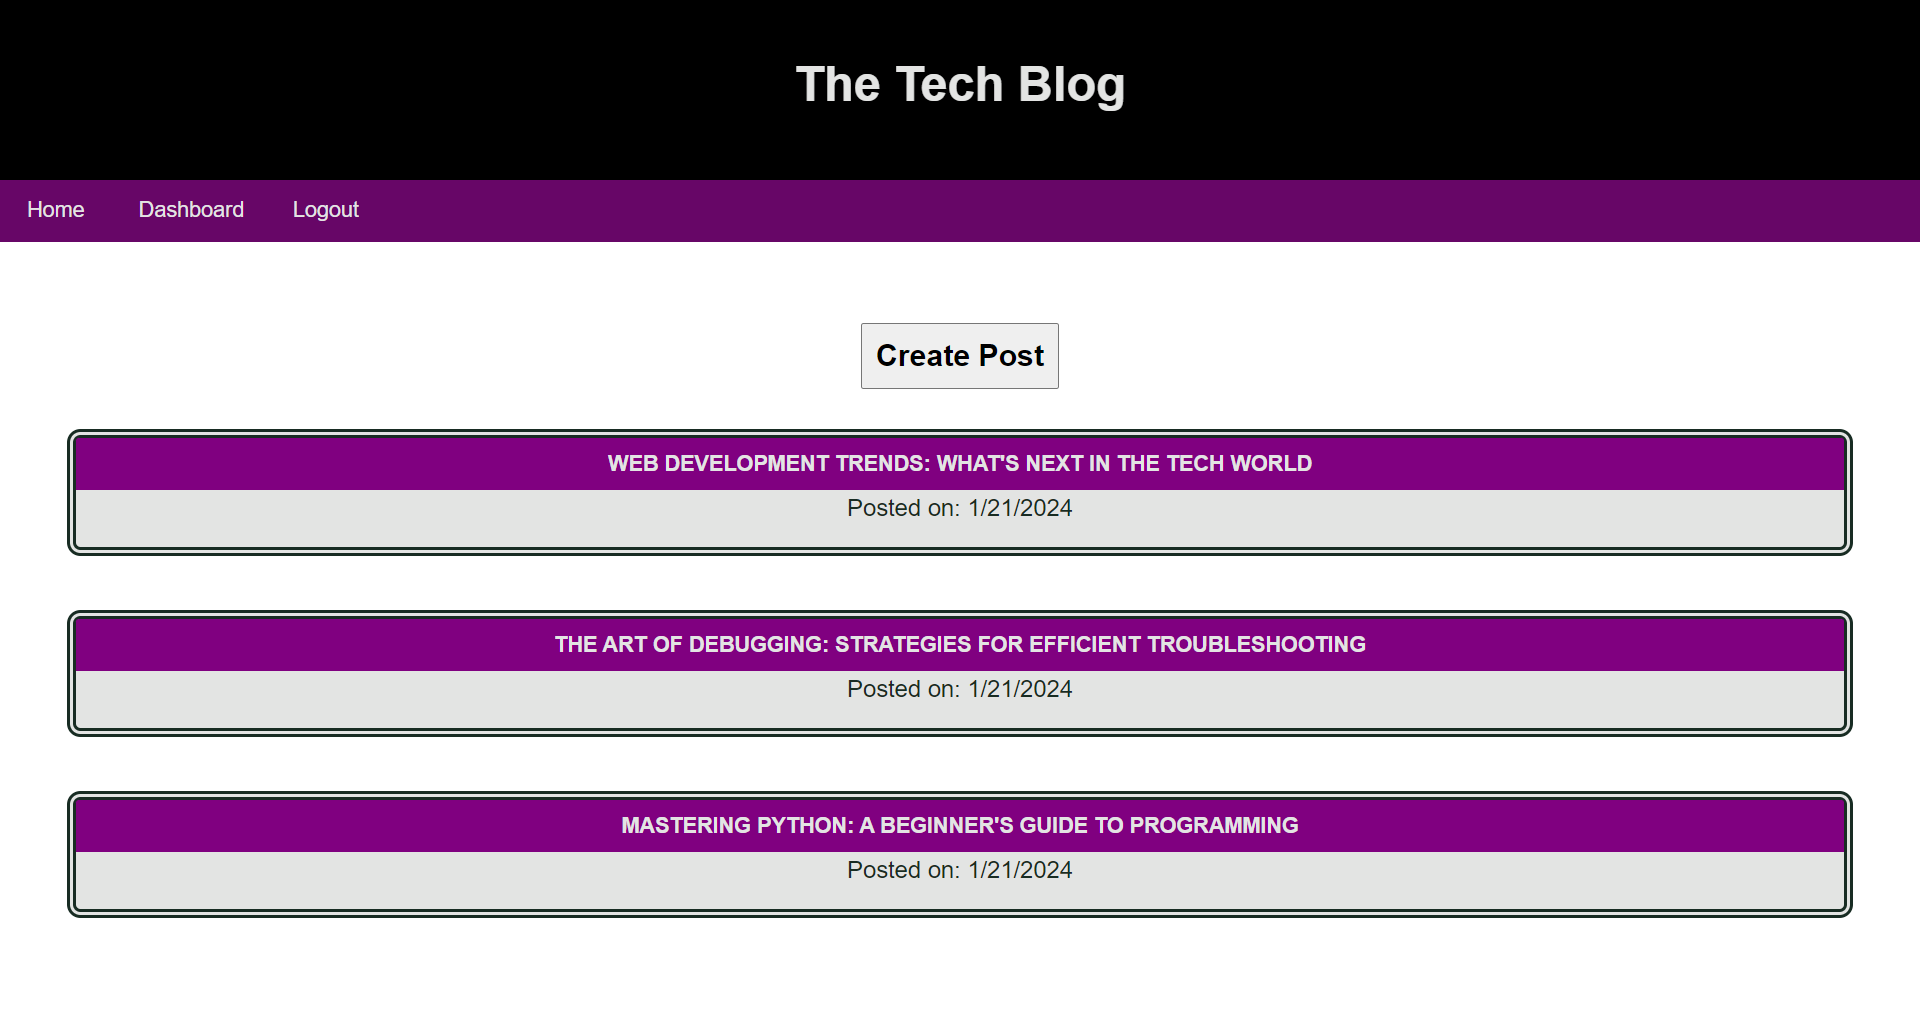 The Tech Blog
Home Dashboard Logout
Create Post
WEB DEVELOPMENT TRENDS: WHAT'S NEXT IN THE TECH WORLD
Posted on: 1/21/2024
THE ART OF DEBUGGING: STRATEGIES FOR EFFICIENT TROUBLESHOOTING
Posted on: 1/21/2024
MASTERING PYTHON: A BEGINNER'S GUIDE TO PROGRAMMING
Posted on: 1/21/2024